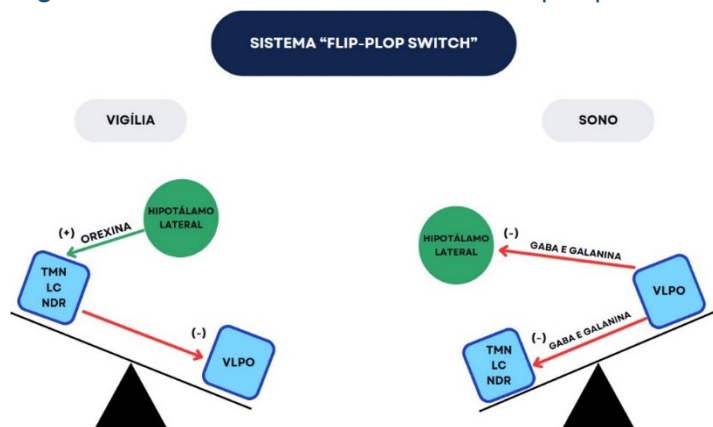 SISTEMA “FLIP-PLOP SWITCH”
VIGÍLIA
SONO
HIPOTÁLAMO
LATERAL
(+) OREXINA
TMN
LC
NDR
(-)
VLPO
HIPOTÁLAMO
LATERAL
(-)
GABA E GALANINA
VLPO
(-)
GABA E GALANINA
TMN
LC
NDR